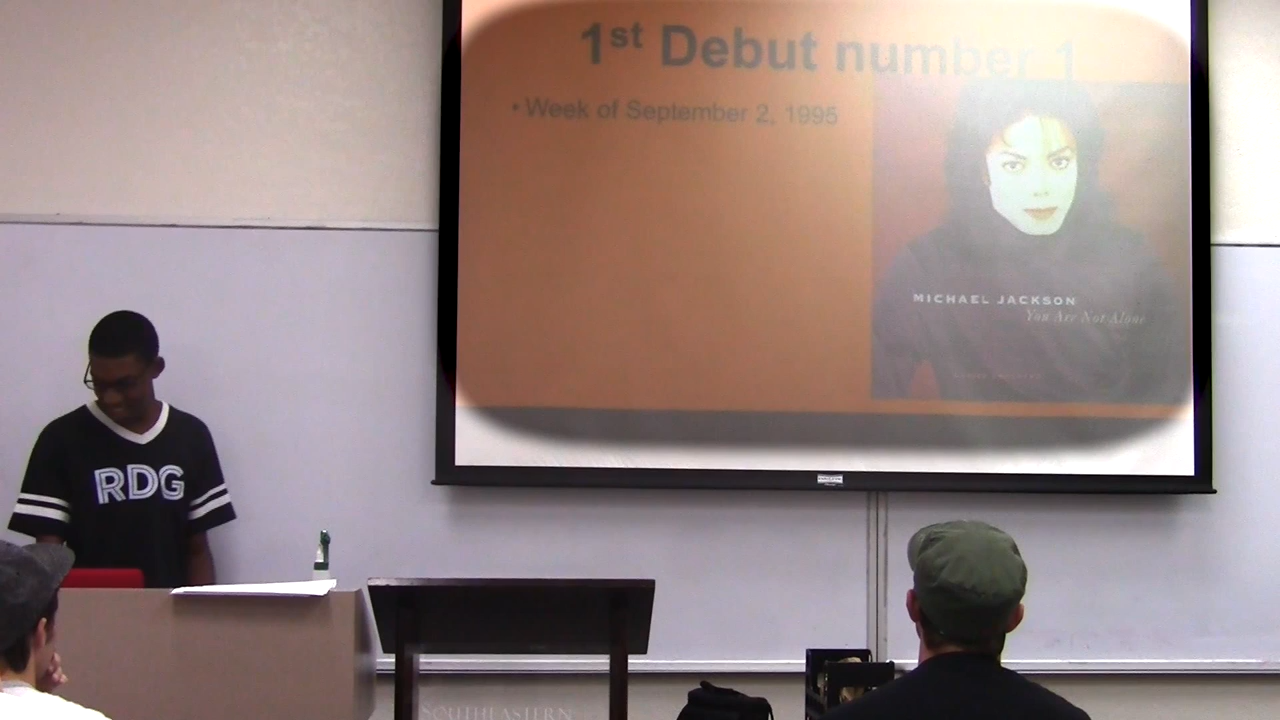 1st Debut number 1
• Week of September 2, 1995
MICHAEL JACKSON
You Are Not Alone
RDG
SOUTHEASTERN